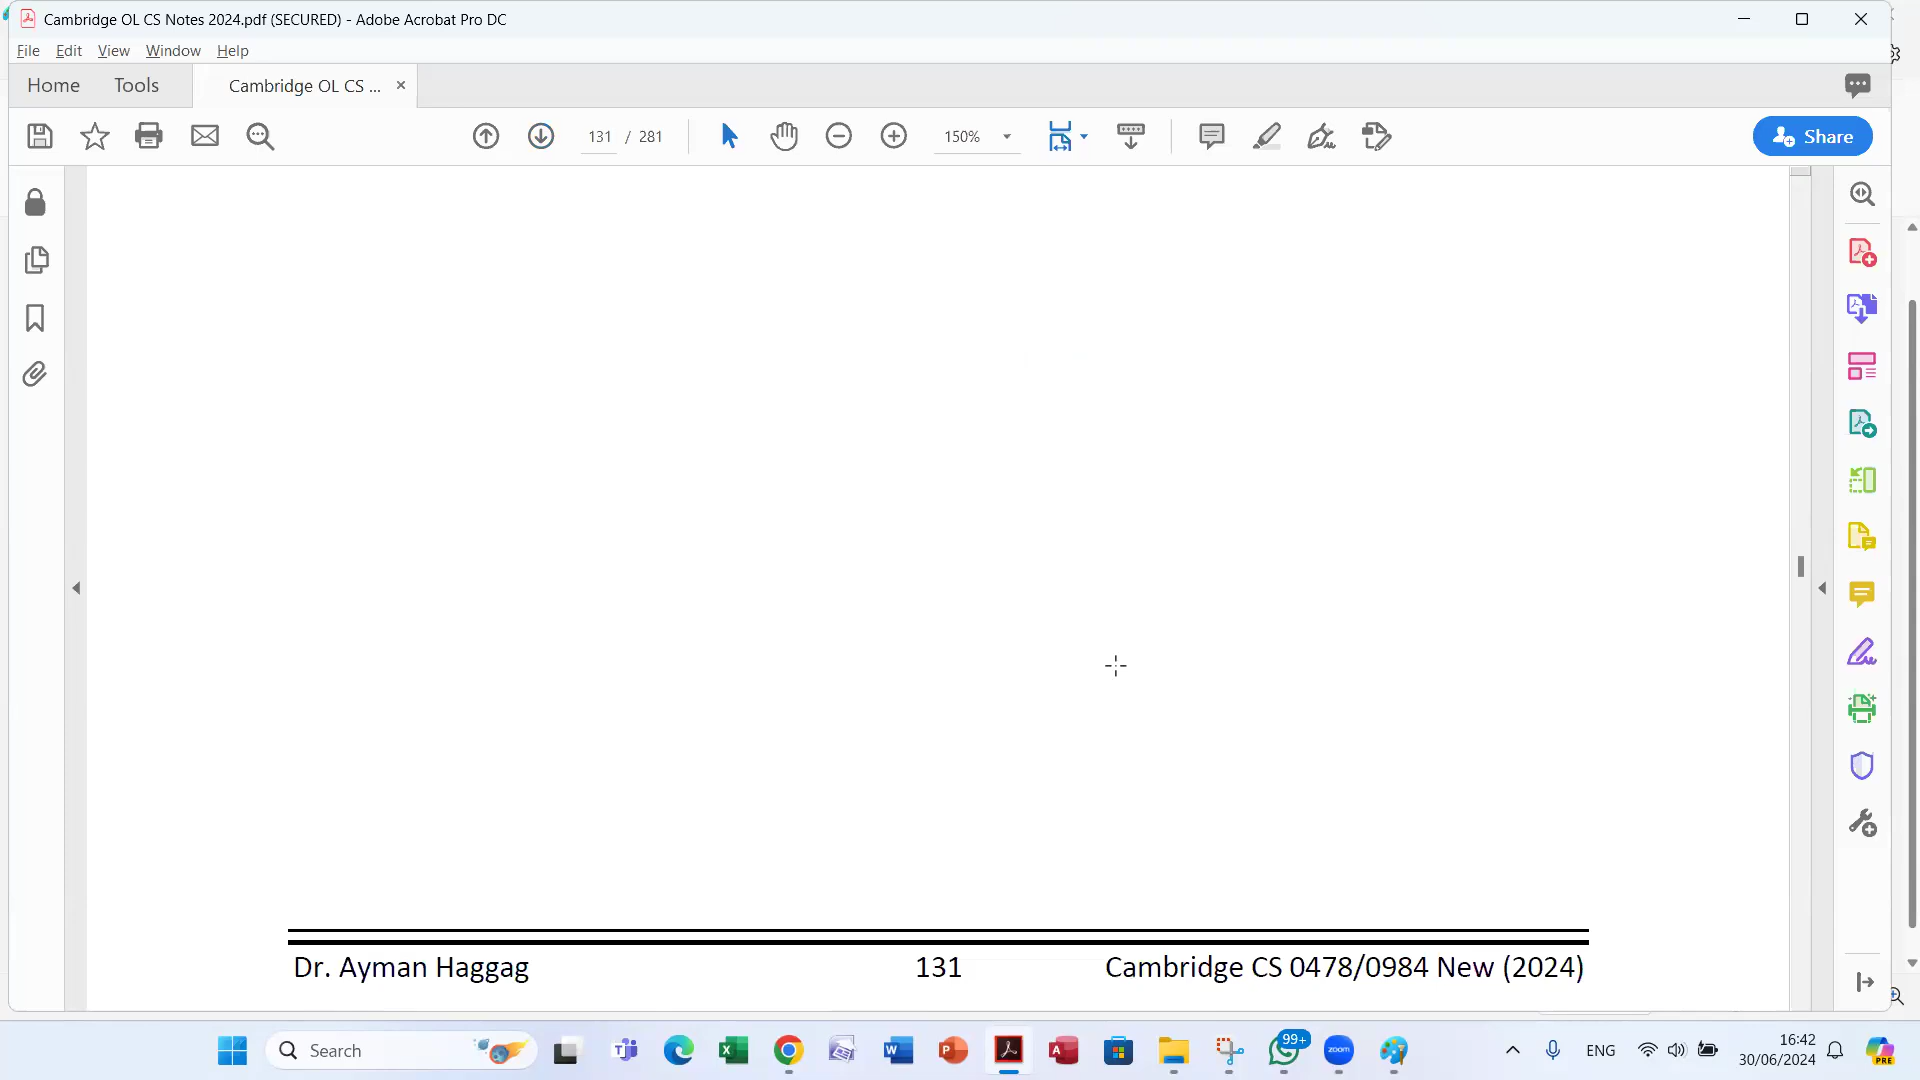 Cambridge OL CS Notes 2024.pdf (SECURED) - Adobe Acrobat Pro DC
File Edit View Window Help
Home Tools Cambridge OL CS ... ×
131 / 281 150% Share
Dr. Ayman Haggag 131 Cambridge CS 0478/0984 New (2024)
Search 99+ zoom ENG 16:42
30/06/2024 PRE